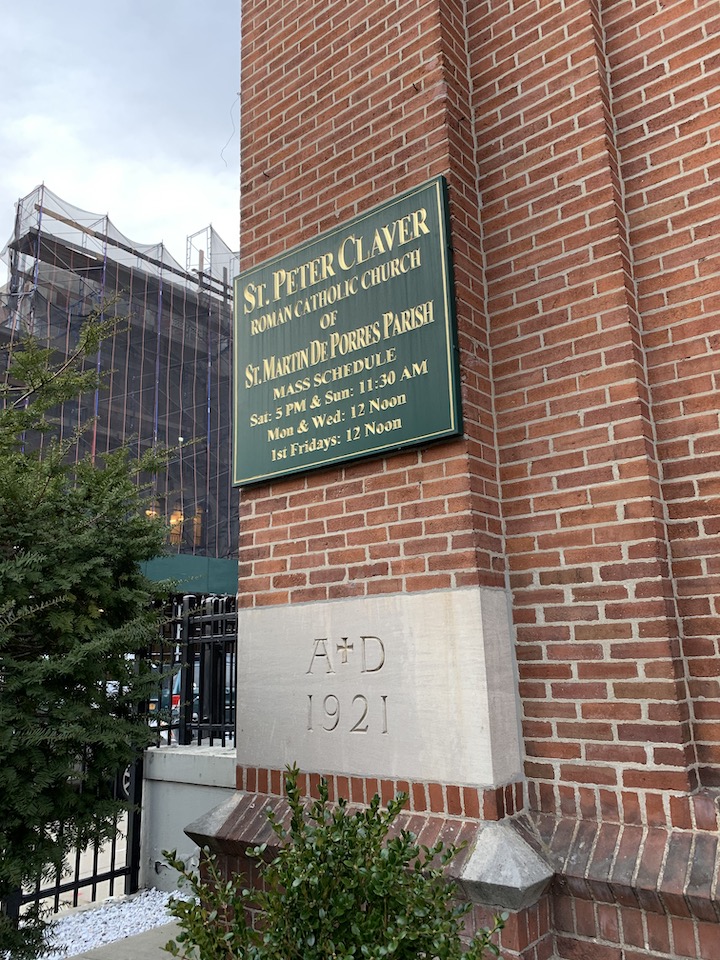 ST. PETER CLAVER
ROMAN CATHOLIC CHURCH
OF
ST. MARTIN DE PORRES PARISH
MASS SCHEDULE
Sat: 5 PM & Sun: 11:30 AM
Mon & Wed: 12 Noon
1st Fridays: 12 Noon
A✝D
1921